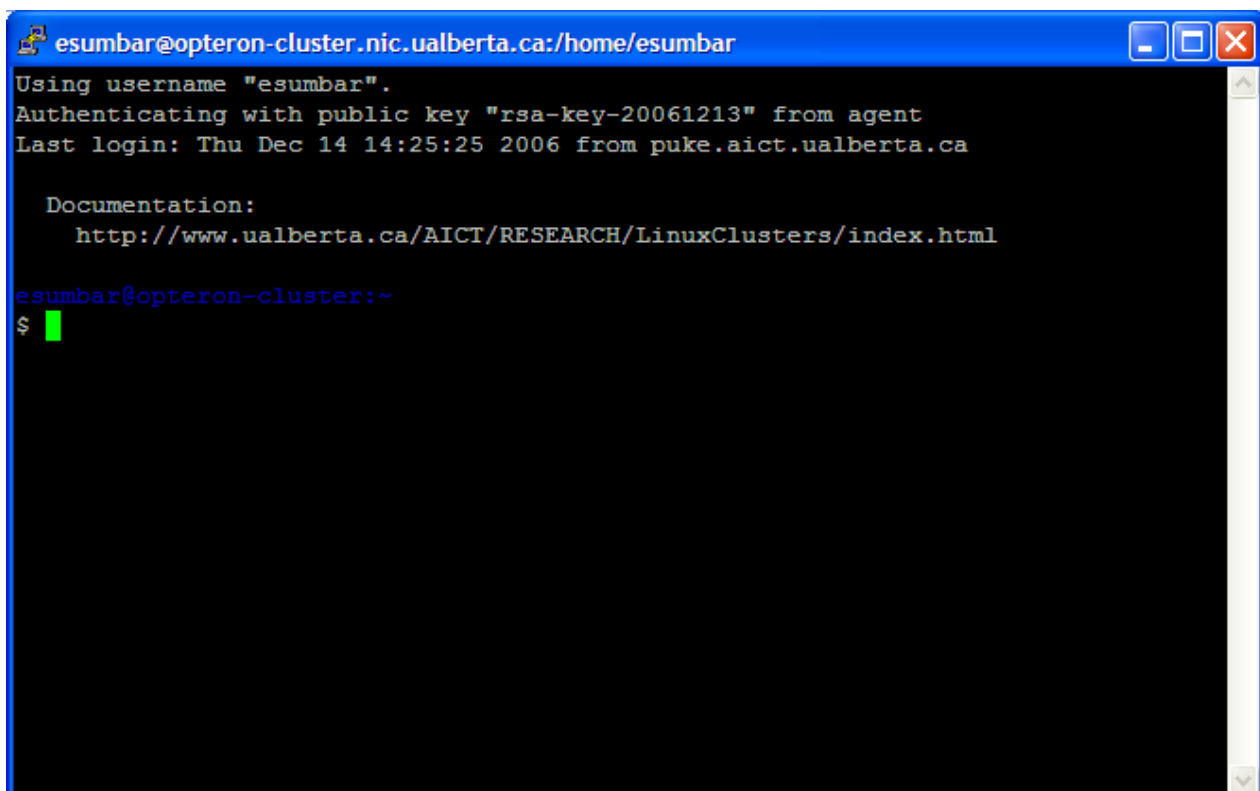 esumbar@opteron-cluster.nic.ualberta.ca:/home/esumbar
Using username "esumbar".
Authenticating with public key "rsa-key-20061213" from agent
Last login: Thu Dec 14 14:25:25 2006 from puke.aict.ualberta.ca
Documentation:
http://www.ualberta.ca/AICT/RESEARCH/LinuxClusters/index.html
esumbar@opteron-cluster:~
$